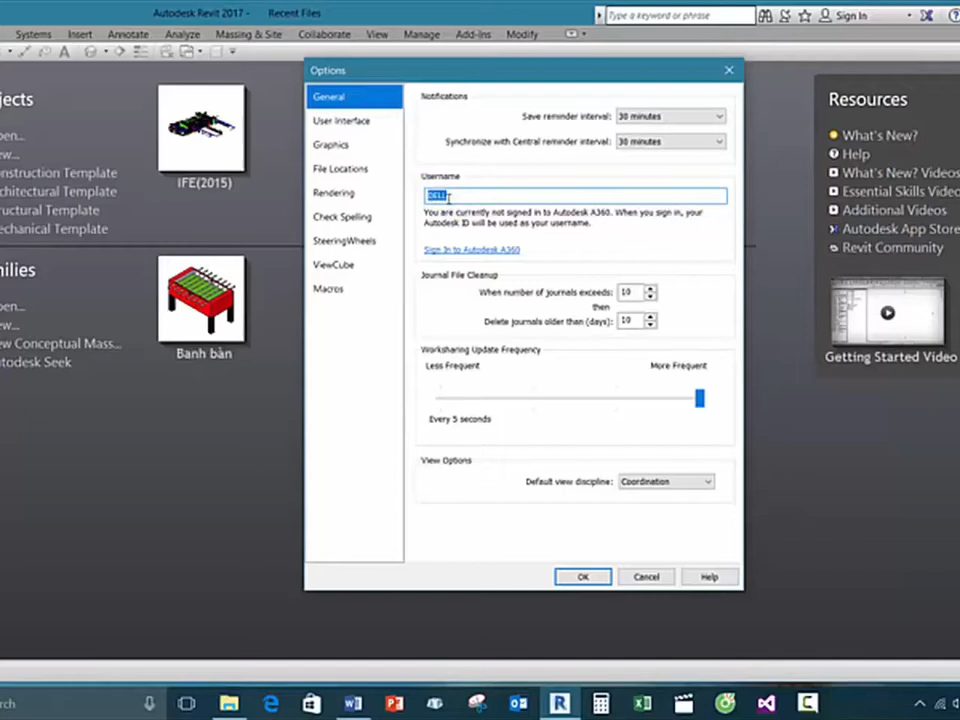 Autodesk Revit 2017 -    Recent Files
Type a keyword or phrase
Sign In
Systems Insert Annotate Analyze Massing & Site Collaborate View Manage Add-Ins Modify
jects
pen...
ew...
onstruction Template
chitectural Template
ructural Template
echanical Template
IFE(2015)
milies
pen...
ew...
ew Conceptual Mass...
utodesk Seek
Banh bàn
Options
General
User Interface
Graphics
File Locations
Rendering
Check Spelling
SteeringWheels
ViewCube
Macros
Notifications
Save reminder interval: 30 minutes
Synchronize with Central reminder interval: 30 minutes
Username
You are currently not signed in to Autodesk A360. When you sign in, your
Autodesk ID will be used as your username.
Sign In to Autodesk A360
Journal File Cleanup
When number of journals exceeds: 10
then
Delete journals older than (days): 10
Worksharing Update Frequency
Less Frequent More Frequent
Every 5 seconds
View Options
Default view discipline: Coordination
OK Cancel Help
Resources
What's New?
Help
What's New? Videos
Essential Skills Video
Additional Videos
Autodesk App Store
Revit Community
Getting Started Video
rch